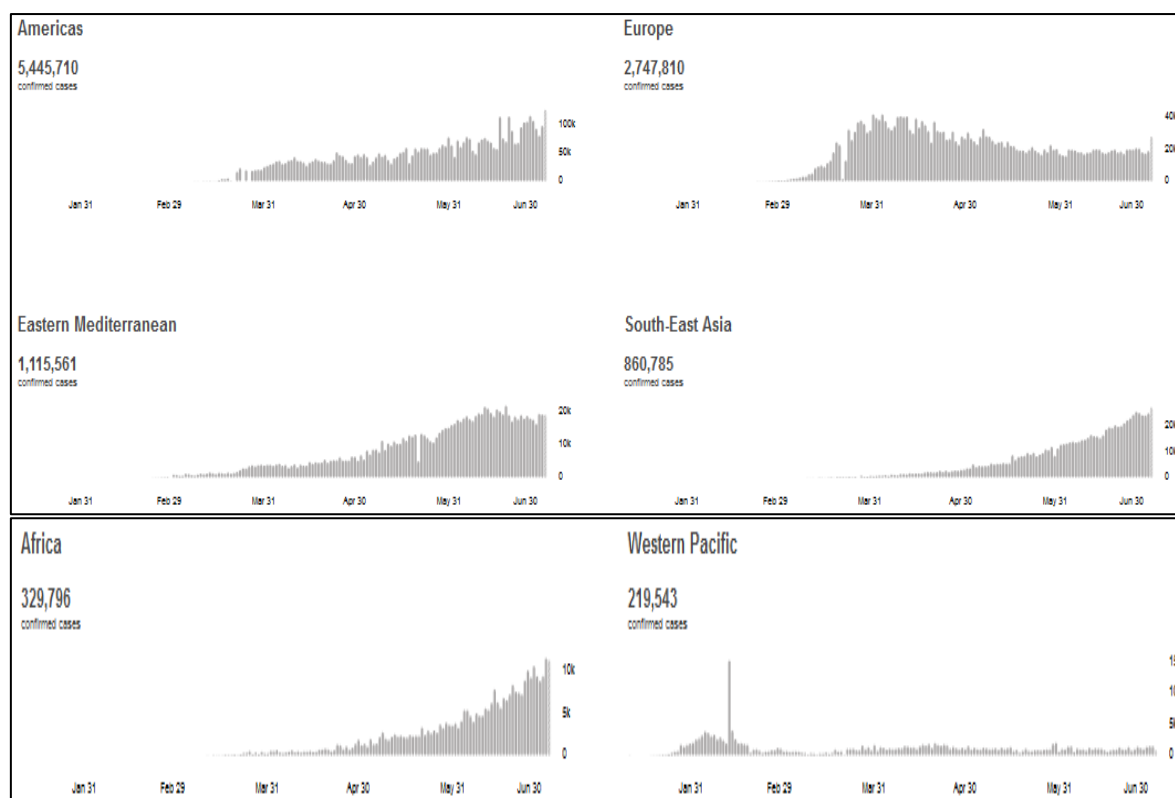 Americas
5,445,710
confirmed cases
100k
50k
0
Jan 31 Feb 29 Mar 31 Apr 30 May 31 Jun 30
Europe
2,747,810
confirmed cases
40k
20k
0
Jan 31 Feb 29 Mar 31 Apr 30 May 31 Jun 30
Eastern Mediterranean
1,115,561
confirmed cases
20k
10k
0
Jan 31 Feb 29 Mar 31 Apr 30 May 31 Jun 30
South-East Asia
860,785
confirmed cases
20k
10k
0
Jan 31 Feb 29 Mar 31 Apr 30 May 31 Jun 30
Africa
329,796
confirmed cases
10k
5k
0
Jan 31 Feb 29 Mar 31 Apr 30 May 31 Jun 30
Western Pacific
219,543
confirmed cases
5k
0
Jan 31 Feb 29 Mar 31 Apr 30 May 31 Jun 30